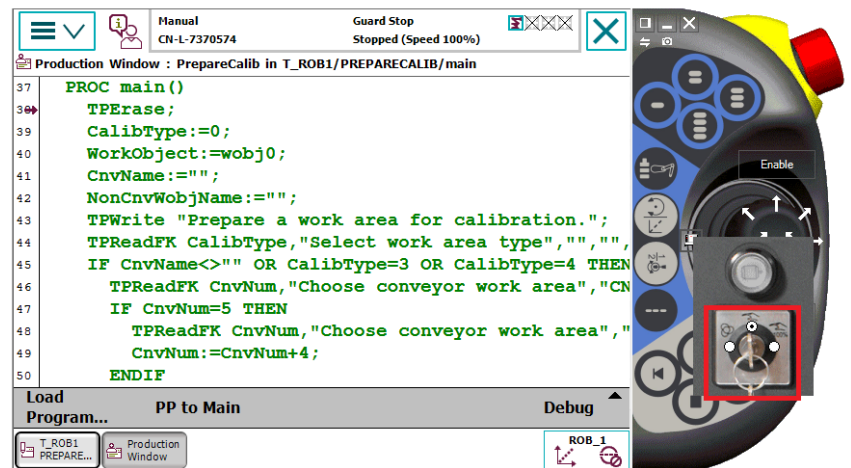 Manual
CN-L-7370574
Guard Stop
Stopped (Speed 100%)
Production Window : PrepareCalib in T_ROB1/PREPARECALIB/main
37 PROC main()
38 TPErase;
39 CalibType:=0;
40 WorkObject:=wobj0;
41 CnvName:="";
42 NonCnvWobjName:="";
43 TPWrite "Prepare a work area for calibration.";
44 TPReadFK CalibType,"Select work area type","","",
45 IF CnvName<>"" OR CalibType=3 OR CalibType=4 THEN
46 TPReadFK CnvNum,"Choose conveyor work area","CN
47 IF CnvNum=5 THEN
48 TPReadFK CnvNum,"Choose conveyor work area","
49 CnvNum:=CnvNum+4;
50 ENDIF
Load
Program...
PP to Main
Debug
T_ROB1
PREPARE...
Production
Window
ROB_1
Enable